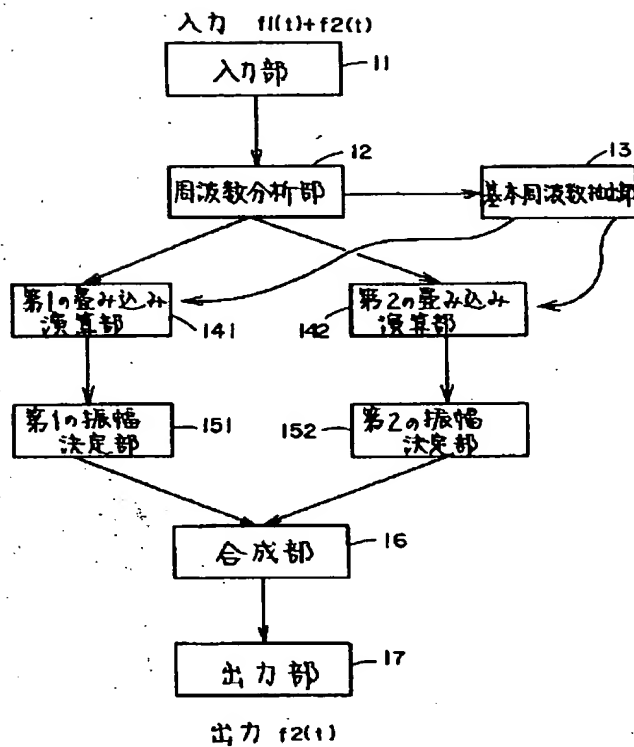 入力 f1(t)+f2(t)
入力部
11
12
周波数分析部
13
基本周波数抽出部
第1の畳み込み
演算部
141
第2の畳み込み
演算部
142
第1の振幅
決定部
151
第2の振幅
決定部
152
合成部
16
出力部
17
出力 f2(t)